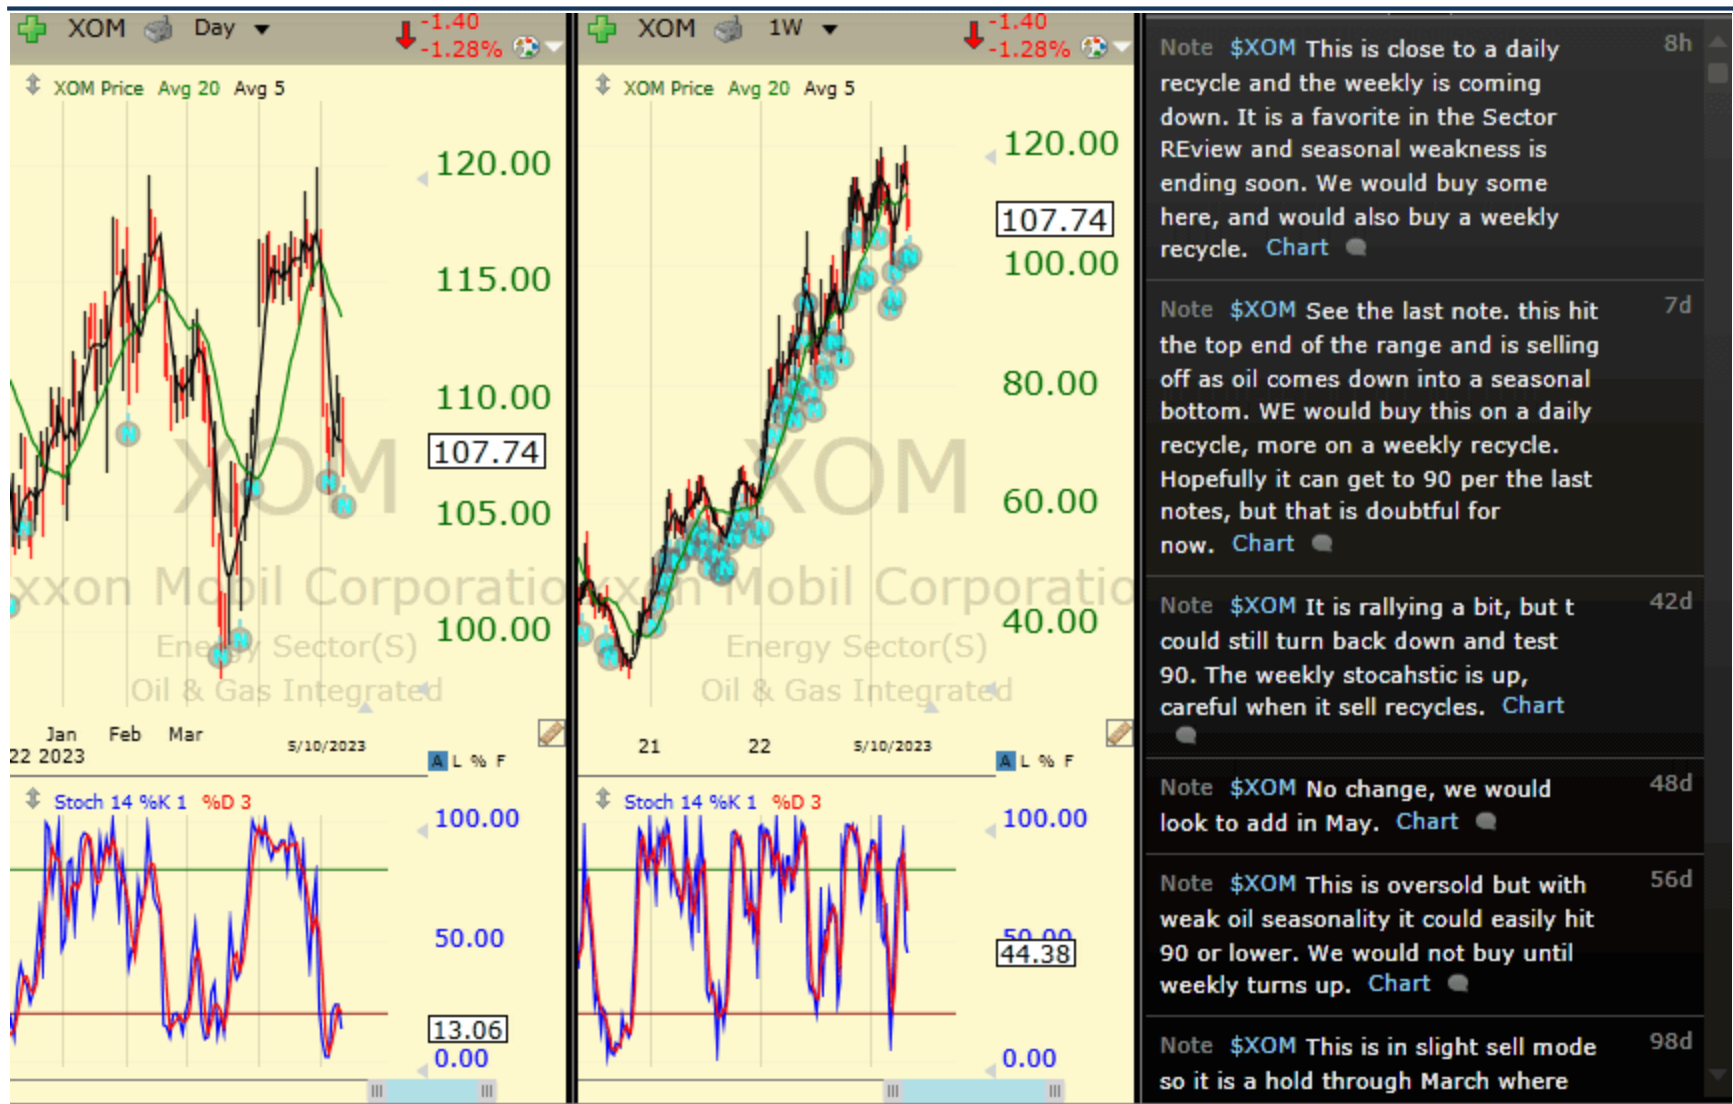 XOM Day -1.40
-1.28%
XOM Price Avg 20 Avg 5
120.00
115.00
110.00
107.74
105.00
100.00
XOM
xxon Mobil Corporatio
Energy Sector(S)
Oil & Gas Integrated
Jan Feb Mar 5/10/2023
22 2023
A L % F
Stoch 14 %K 1 %D 3
100.00
50.00
13.06
0.00
XOM 1W -1.40
-1.28%
XOM Price Avg 20 Avg 5
120.00
107.74
100.00
80.00
60.00
40.00
XOM
xxon Mobil Corporatio
Energy Sector(S)
Oil & Gas Integrated
21 22 5/10/2023
A L % F
Stoch 14 %K 1 %D 3
100.00
50.00
44.38
0.00
Note $XOM This is close to a daily 8h
recycle and the weekly is coming
down. It is a favorite in the Sector
REview and seasonal weakness is
ending soon. We would buy some
here, and would also buy a weekly
recycle. Chart
Note $XOM See the last note. this hit 7d
the top end of the range and is selling
off as oil comes down into a seasonal
bottom. WE would buy this on a daily
recycle, more on a weekly recycle.
Hopefully it can get to 90 per the last
notes, but that is doubtful for
now. Chart
Note $XOM It is rallying a bit, but t 42d
could still turn back down and test
90. The weekly stocahstic is up,
careful when it sell recycles. Chart
Note $XOM No change, we would 48d
look to add in May. Chart
Note $XOM This is oversold but with 56d
weak oil seasonality it could easily hit
90 or lower. We would not buy until
weekly turns up. Chart
Note $XOM This is in slight sell mode 98d
so it is a hold through March where